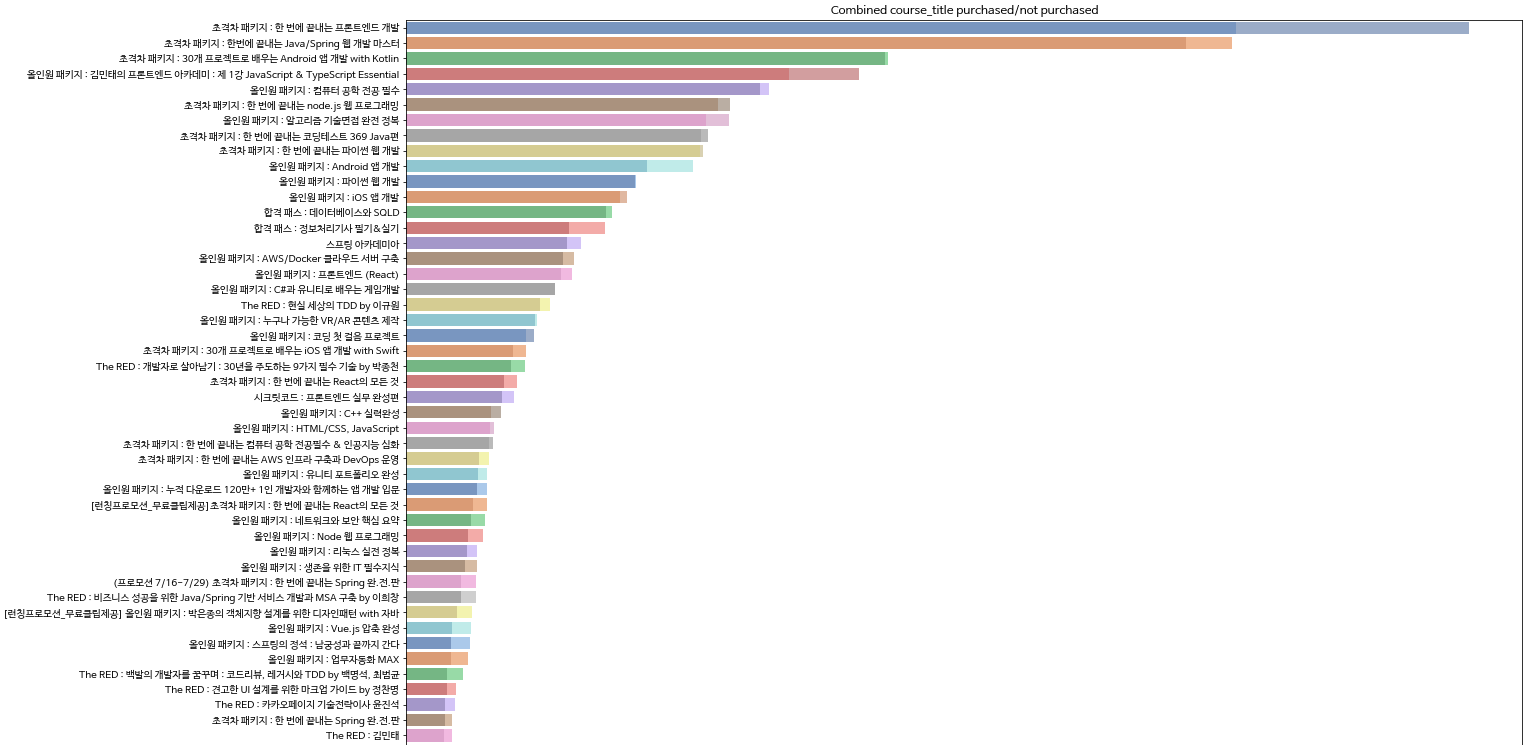 Combined course_title purchased/not purchased
초격차 패키지 : 한 번에 끝내는 프론트엔드 개발
초격차 패키지 : 한번에 끝내는 Java/Spring 웹 개발 마스터
초격차 패키지 : 30개 프로젝트로 배우는 Android 앱 개발 with Kotlin
올인원 패키지 : 김민태의 프론트엔드 아카데미 : 제 1강 JavaScript & TypeScript Essential
올인원 패키지 : 컴퓨터 공학 전공 필수
초격차 패키지 : 한 번에 끝내는 node.js 웹 프로그래밍
올인원 패키지 : 알고리즘 기술면접 완전 정복
초격차 패키지 : 한 번에 끝내는 코딩테스트 369 Java편
초격차 패키지 : 한 번에 끝내는 파이썬 웹 개발
올인원 패키지 : Android 앱 개발
올인원 패키지 : 파이썬 웹 개발
올인원 패키지 : iOS 앱 개발
합격 패스 : 데이터베이스와 SQLD
합격 패스 : 정보처리기사 필기&실기
스프링 아카데미아
올인원 패키지 : AWS/Docker 클라우드 서버 구축
올인원 패키지 : 프론트엔드 (React)
올인원 패키지 : C#과 유니티로 배우는 게임개발
The RED : 현실 세상의 TDD by 이규원
올인원 패키지 : 누구나 가능한 VR/AR 콘텐츠 제작
올인원 패키지 : 코딩 첫 걸음 프로젝트
초격차 패키지 : 30개 프로젝트로 배우는 iOS 앱 개발 with Swift
The RED : 개발자로 살아남기 : 30년을 주도하는 9가지 필수 기술 by 박종천
초격차 패키지 : 한 번에 끝내는 React의 모든 것
시크릿코드 : 프론트엔드 실무 완성편
올인원 패키지 : C++ 실력완성
올인원 패키지 : HTML/CSS, JavaScript
초격차 패키지 : 한 번에 끝내는 컴퓨터 공학 전공필수 & 인공지능 심화
초격차 패키지 : 한 번에 끝내는 AWS 인프라 구축과 DevOps 운영
올인원 패키지 : 유니티 포트폴리오 완성
올인원 패키지 : 누적 다운로드 120만+ 1인 개발자와 함께하는 앱 개발 입문
[런칭프로모션_무료클립제공] 초격차 패키지 : 한 번에 끝내는 React의 모든 것
올인원 패키지 : 네트워크와 보안 핵심 요약
올인원 패키지 : Node 웹 프로그래밍
올인원 패키지 : 리눅스 실전 정복
올인원 패키지 : 생존을 위한 IT 필수지식
(프로모션 7/16~7/29) 초격차 패키지 : 한 번에 끝내는 Spring 완.전.판
The RED : 비즈니스 성공을 위한 Java/Spring 기반 서비스 개발과 MSA 구축 by 이희창
[런칭프로모션_무료클립제공] 올인원 패키지 : 박은종의 객체지향 설계를 위한 디자인패턴 with 자바
올인원 패키지 : Vue.js 압축 완성
올인원 패키지 : 스프링의 정석 : 남궁성과 끝까지 간다
올인원 패키지 : 업무자동화 MAX
The RED : 백발의 개발자를 꿈꾸며 : 코드리뷰, 레거시와 TDD by 백명석, 최범균
The RED : 견고한 UI 설계를 위한 마크업 가이드 by 정찬명
The RED : 카카오페이지 기술전략이사 윤진석
초격차 패키지 : 한 번에 끝내는 Spring 완.전.판
The RED : 김민태